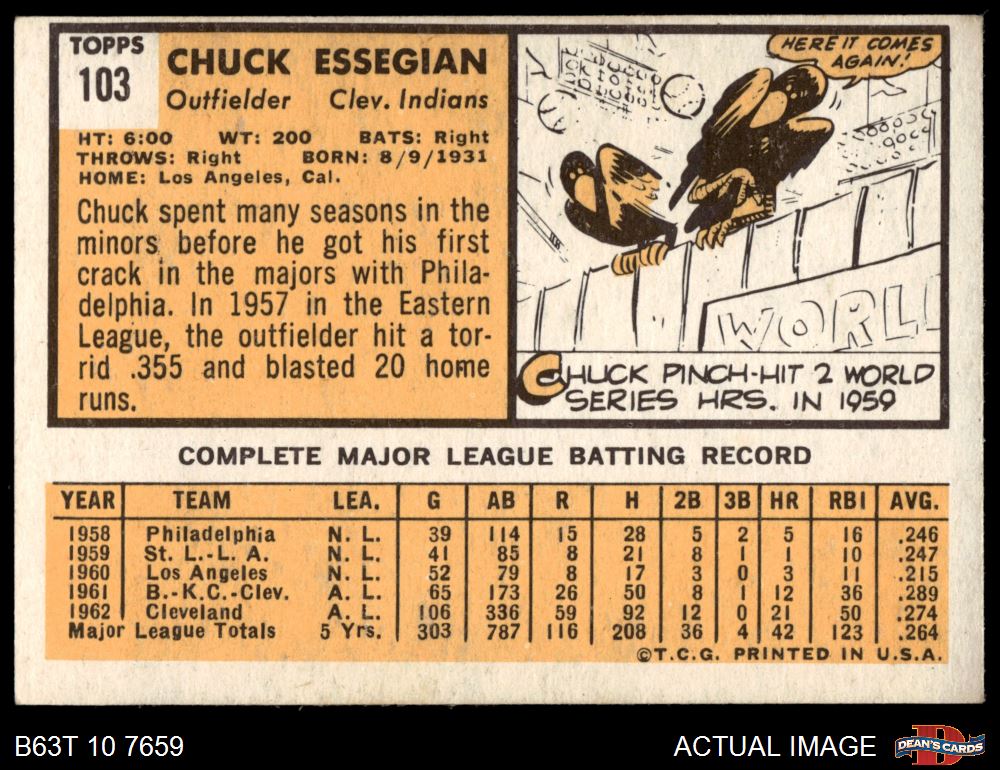 TOPPS
103
CHUCK ESSEGIAN
Outfielder Clev. Indians
HT: 6:00 WT: 200 BATS: Right
THROWS: Right BORN: 8/9/1931
HOME: Los Angeles, Cal.
Chuck spent many seasons in the
minors before he got his first
crack in the majors with Phila-
delphia. In 1957 in the Eastern
League, the outfielder hit a tor-
rid .355 and blasted 20 home
runs.
HERE IT COMES
AGAIN!
WORL
CHUCK PINCH-HIT 2 WORLD
SERIES HRS. IN 1959
COMPLETE MAJOR LEAGUE BATTING RECORD
YEAR TEAM LEA. G AB R H 2B 3B HR RBI AVG.
1958 Philadelphia N. L. 39 114 15 28 5 2 5 16 .246
1959 St. L.-L. A. N. L. 41 85 8 21 8 1 1 10 .247
1960 Los Angeles N. L. 52 79 8 17 3 0 3 11 .215
1961 B.-K.C.-Clev. A. L. 65 173 26 50 8 1 12 36 .289
1962 Cleveland A. L. 106 336 59 92 12 0 21 50 .274
Major League Totals 5 Yrs. 303 787 116 208 36 4 42 123 .264
©T.C.G. PRINTED IN U.S.A.
B63T 10 7659
ACTUAL IMAGE
DEAN'S CARDS